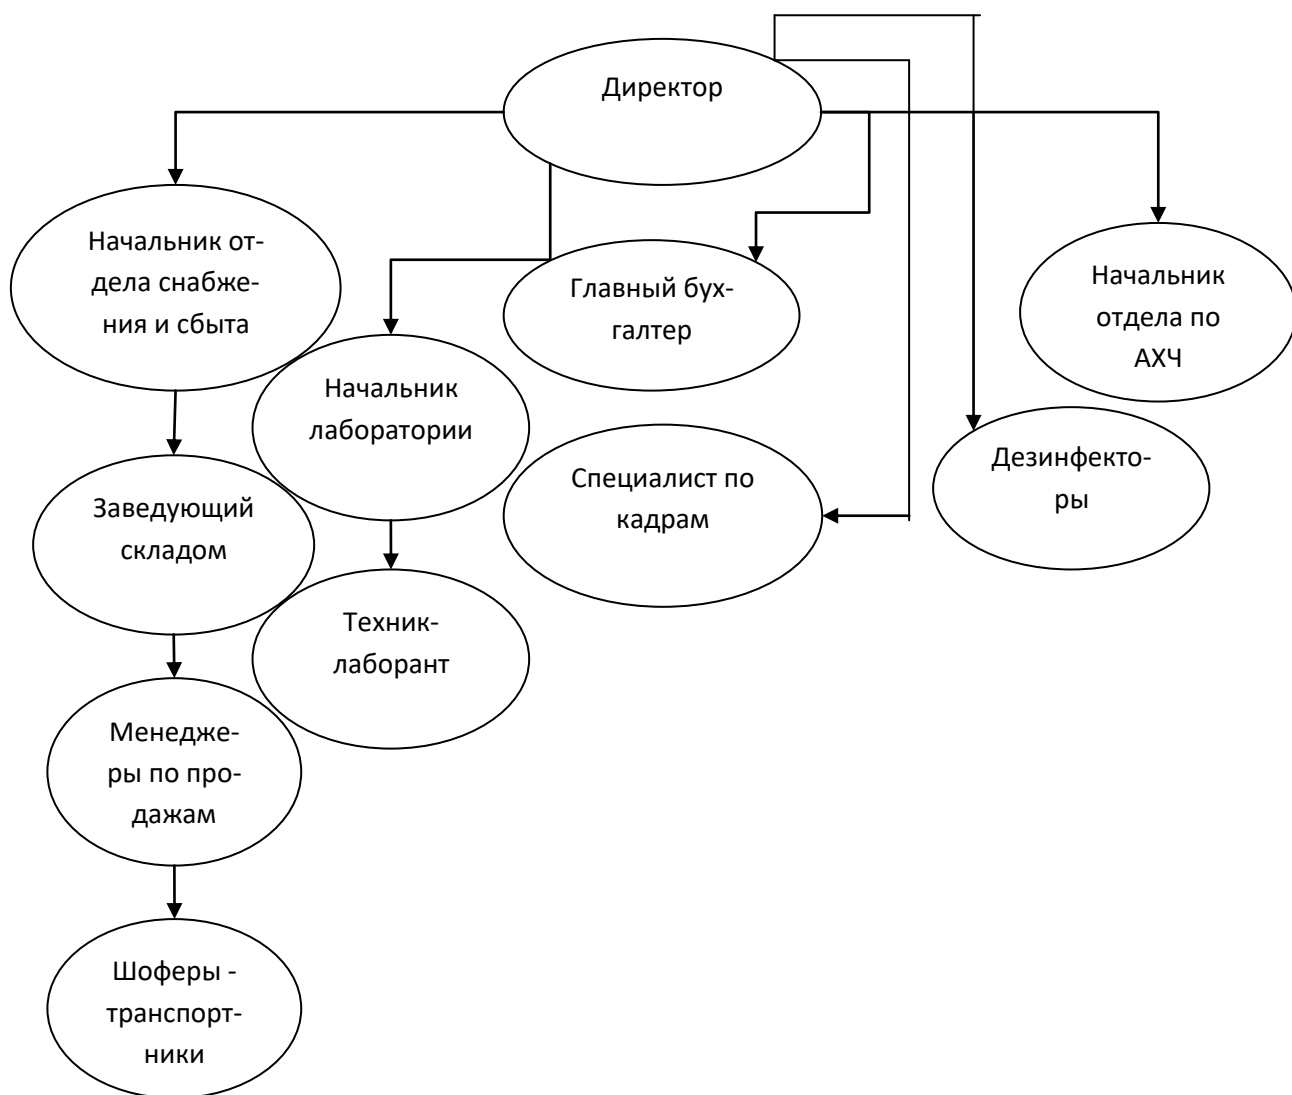 Директор
Начальник от-
дела снабже-
ния и сбыта
Главный бух-
галтер
Начальник
отдела по
АХЧ
Начальник
лаборатории
Специалист по
кадрам
Дезинфекто-
ры
Заведующий
складом
Техник-
лаборант
Менедже-
ры по про-
дажам
Шоферы -
транспорт-
ники